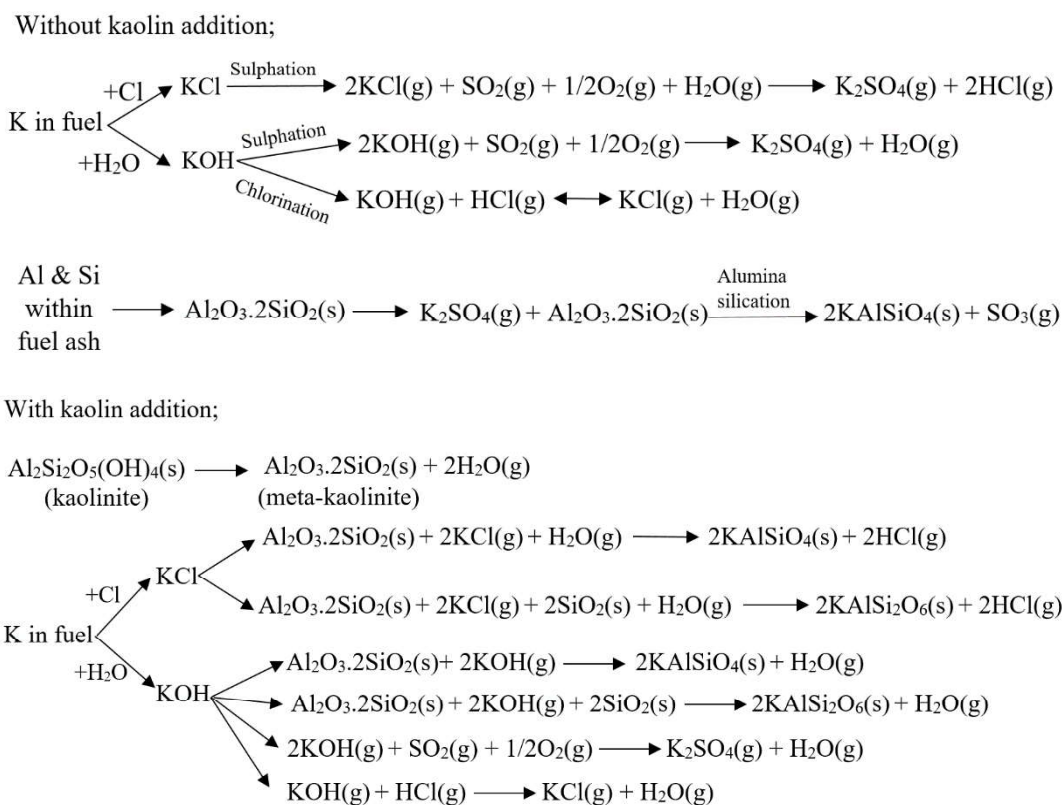 Without kaolin addition;
+Cl
KCl
Sulphation
2KCl(g) + SO₂(g) + 1/2O₂(g) + H₂O(g) → K₂SO₄(g) + 2HCl(g)
K in fuel
+H₂O
KOH
Sulphation
2KOH(g) + SO₂(g) + 1/2O₂(g) → K₂SO₄(g) + H₂O(g)
Chlorination
KOH(g) + HCl(g) ↔ KCl(g) + H₂O(g)
Al & Si
within
fuel ash
→ Al₂O₃.2SiO₂(s) → K₂SO₄(g) + Al₂O₃.2SiO₂(s)
Alumina
silication
→ 2KAlSiO₄(s) + SO₃(g)
With kaolin addition;
Al₂Si₂O₅(OH)₄(s) → Al₂O₃.2SiO₂(s) + 2H₂O(g)
(kaolinite) (meta-kaolinite)
Al₂O₃.2SiO₂(s) + 2KCl(g) + H₂O(g) → 2KAlSiO₄(s) + 2HCl(g)
+Cl
KCl
Al₂O₃.2SiO₂(s) + 2KCl(g) + 2SiO₂(s) + H₂O(g) → 2KAlSi₂O₆(s) + 2HCl(g)
K in fuel
+H₂O
KOH
Al₂O₃.2SiO₂(s)+ 2KOH(g) → 2KAlSiO₄(s) + H₂O(g)
Al₂O₃.2SiO₂(s) + 2KOH(g) + 2SiO₂(s) → 2KAlSi₂O₆(s) + H₂O(g)
2KOH(g) + SO₂(g) + 1/2O₂(g) → K₂SO₄(g) + H₂O(g)
KOH(g) + HCl(g) → KCl(g) + H₂O(g)